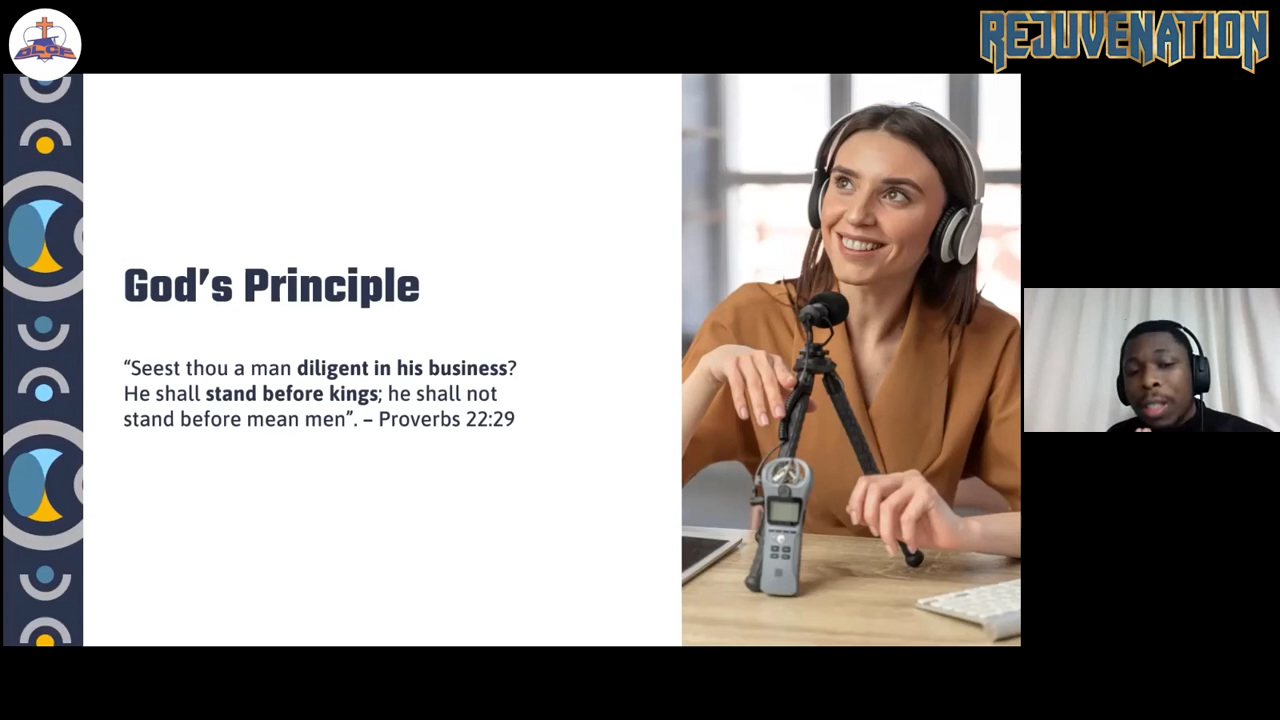 BLCF
REJUVENATION
God's Principle
“Seest thou a man diligent in his business?
He shall stand before kings; he shall not
stand before mean men”. – Proverbs 22:29